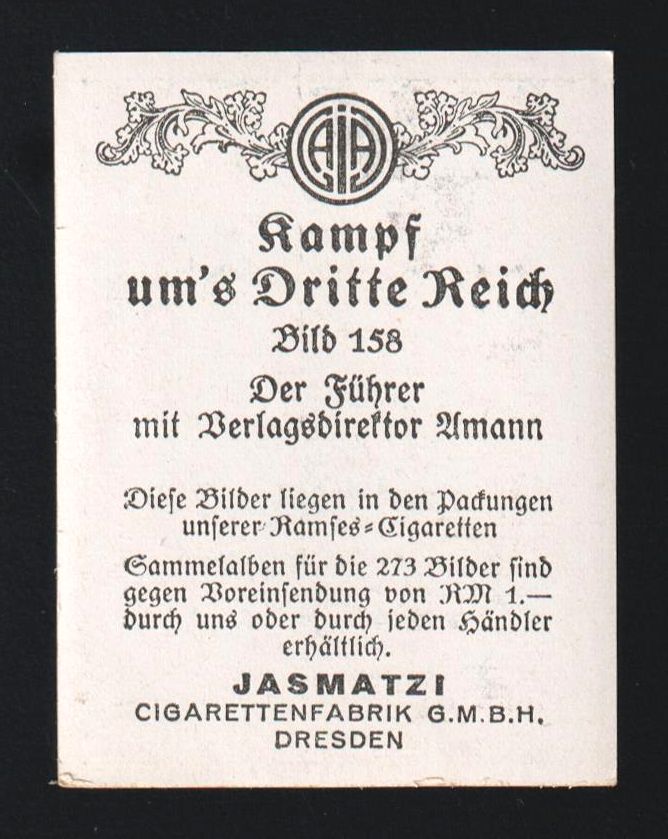 AJA
Kampf
um's Dritte Reich
Bild 158
Der Führer
mit Verlagsdirektor Amann
Diese Bilder liegen in den Packungen
unserer Ramses=Cigaretten
Sammelalben für die 273 Bilder sind
gegen Voreinsendung von RM 1.—
durch uns oder durch jeden Händler
erhältlich.
JASMATZI
CIGARETTENFABRIK G.M.B.H.
DRESDEN